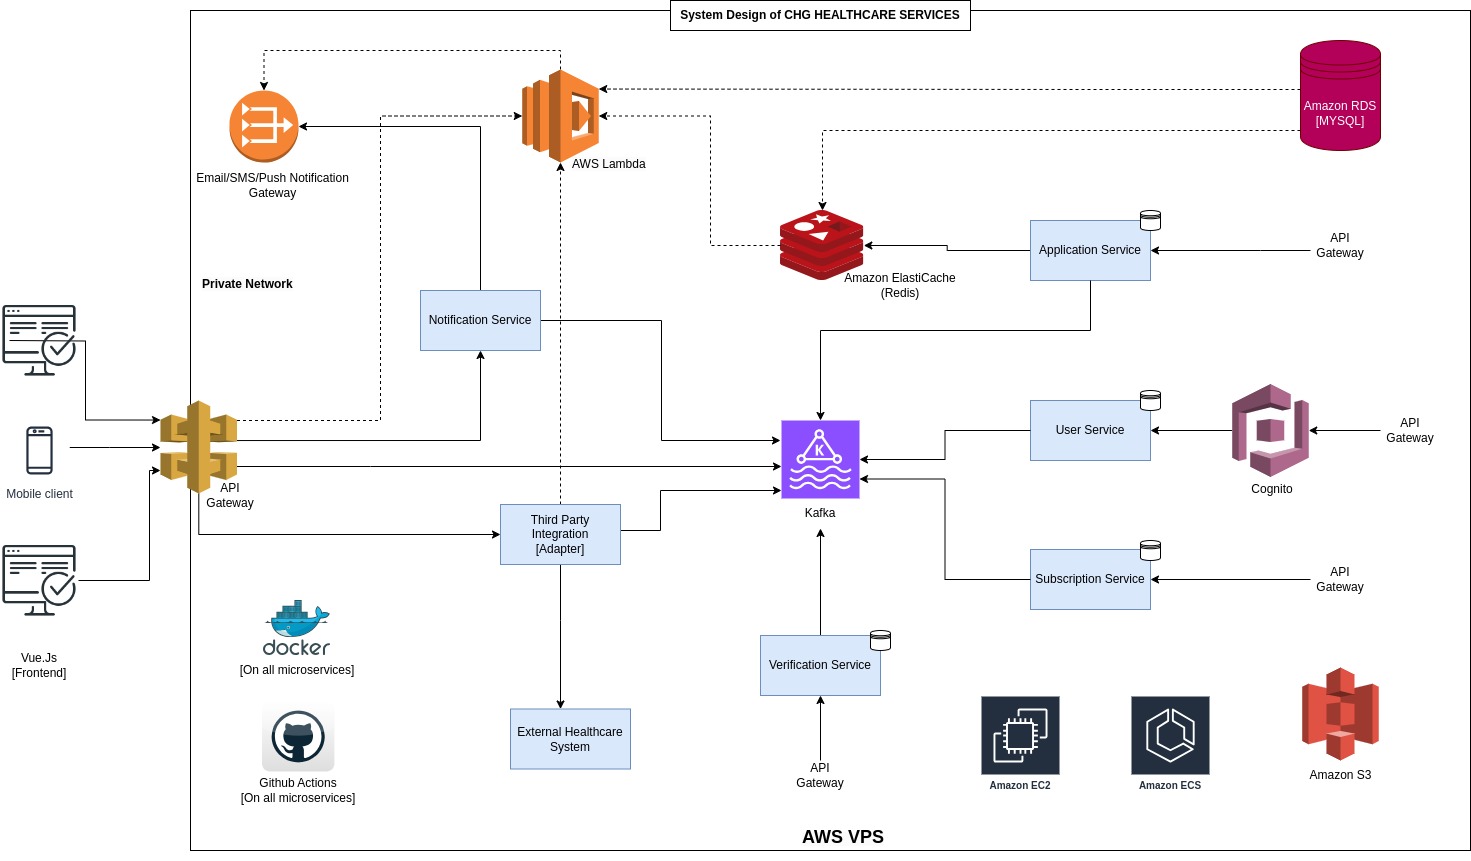 System Design of CHG HEALTHCARE SERVICES
Amazon RDS
[MYSQL]
AWS Lambda
Email/SMS/Push Notification
Gateway
Application Service
API
Gateway
Amazon ElastiCache
(Redis)
Private Network
Notification Service
User Service
API
Gateway
K
Cognito
Mobile client
API
Gateway
Kafka
Third Party
Integration
[Adapter]
Subscription Service
API
Gateway
docker
[On all microservices]
Vue.Js
[Frontend]
Verification Service
External Healthcare
System
API
Gateway
Github Actions
[On all microservices]
Amazon EC2
Amazon ECS
Amazon S3
AWS VPS